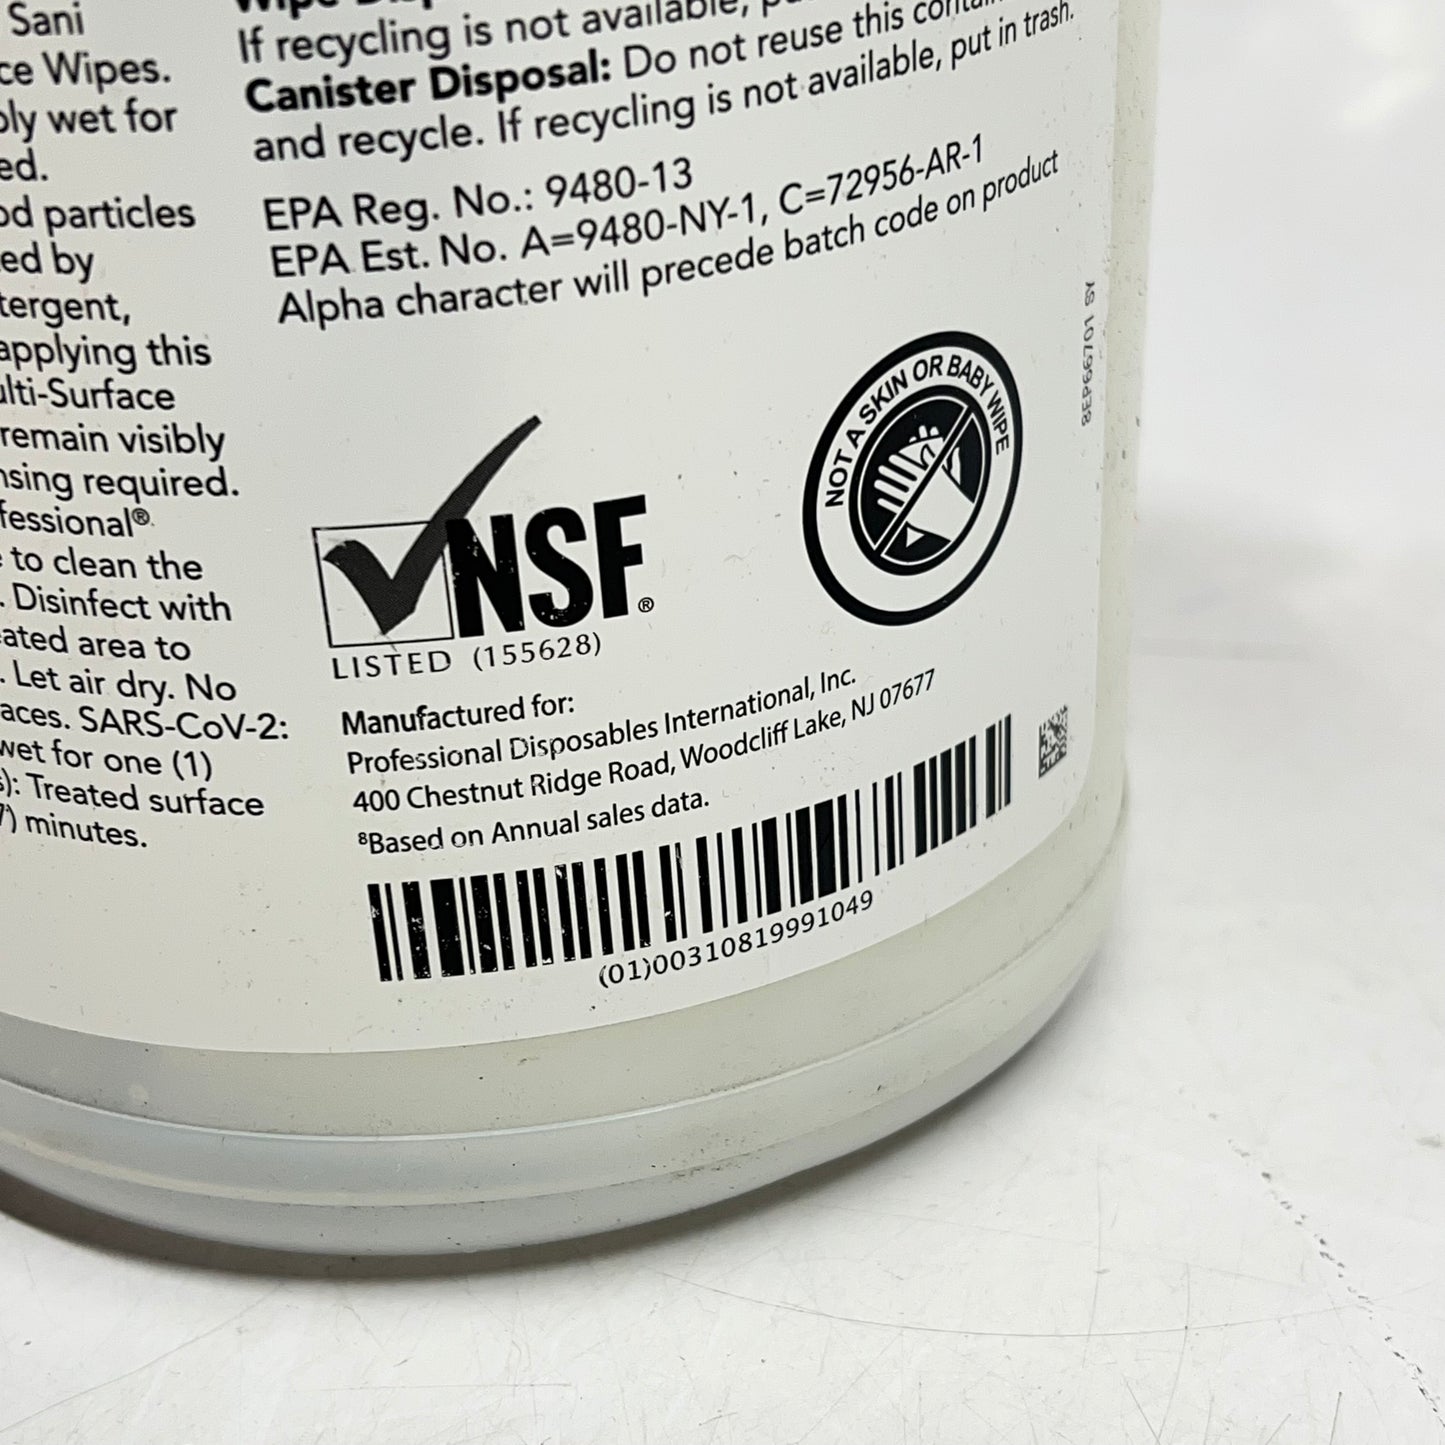 Sani
ce Wipes.
bly wet for
ed.
od particles
ed by
tergent,
applying this
ulti-Surface
remain visibly
nsing required.
fessional®
to clean the
. Disinfect with
eated area to
. Let air dry. No
aces. SARS-CoV-2:
wet for one (1)
s): Treated surface
7) minutes.
If recycling is not available,
Canister Disposal: Do not reuse this
and recycle. If recycling is not available, put in trash.
EPA Reg. No.: 9480-13
EPA Est. No. A=9480-NY-1, C=72956-AR-1
Alpha character will precede batch code on product
NOT A SKIN OR BABY WIPE
NSF®
LISTED (155628)
Manufactured for:
Professional Disposables International, Inc.
400 Chestnut Ridge Road, Woodcliff Lake, NJ 07677
⁸Based on Annual sales data.
(01)00310819991049